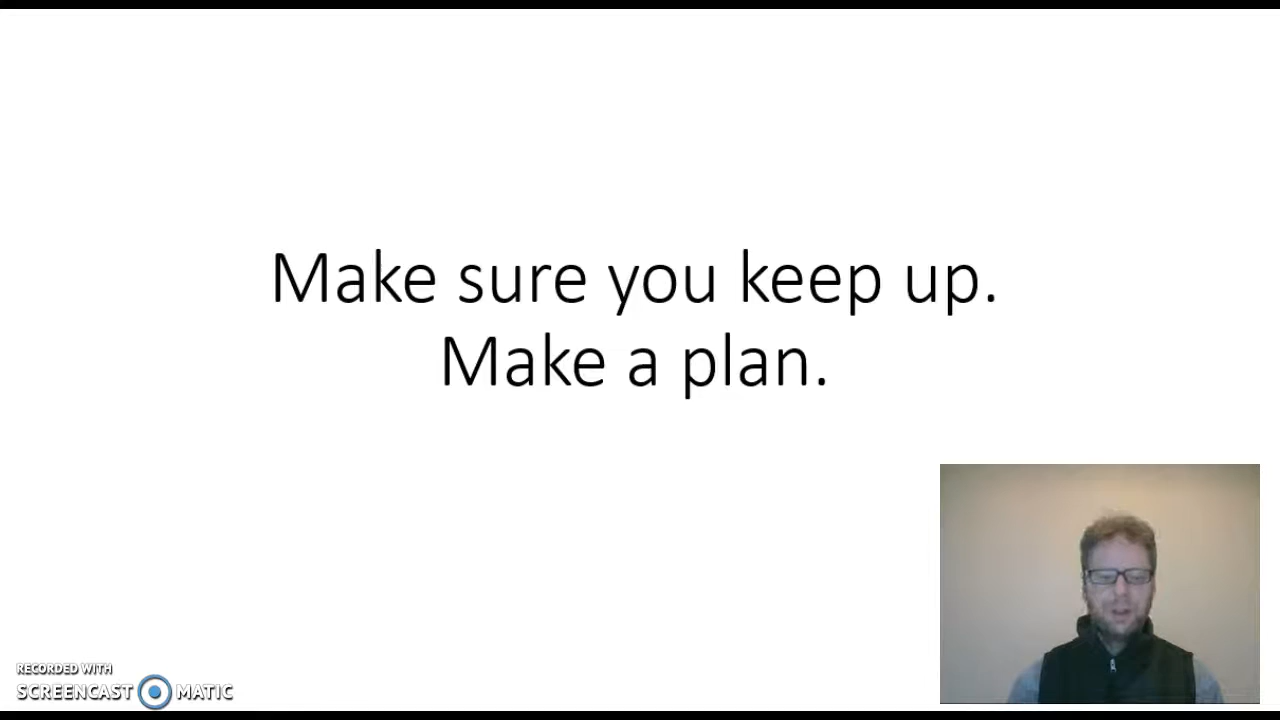 Make sure you keep up.
Make a plan.
RECORDED WITH
SCREENCAST MATIC